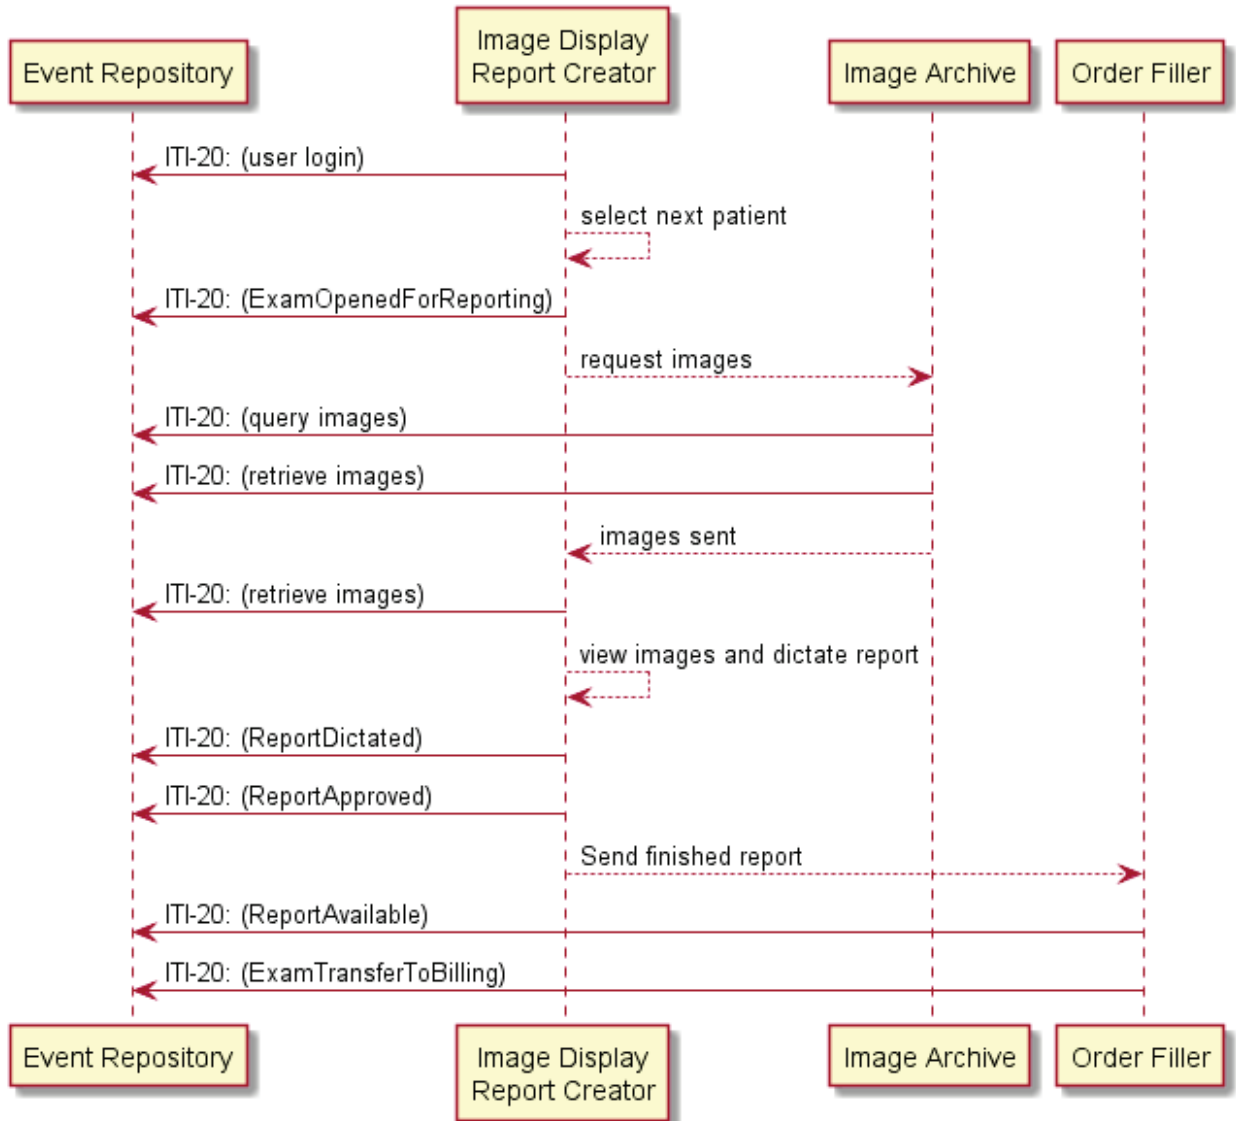 Event Repository
Image Display
Report Creator
Image Archive
Order Filler
ITI-20: (user login)
select next patient
ITI-20: (ExamOpenedForReporting)
request images
ITI-20: (query images)
ITI-20: (retrieve images)
images sent
ITI-20: (retrieve images)
view images and dictate report
ITI-20: (ReportDictated)
ITI-20: (ReportApproved)
Send finished report
ITI-20: (ReportAvailable)
ITI-20: (ExamTransferToBilling)
Event Repository
Image Display
Report Creator
Image Archive
Order Filler